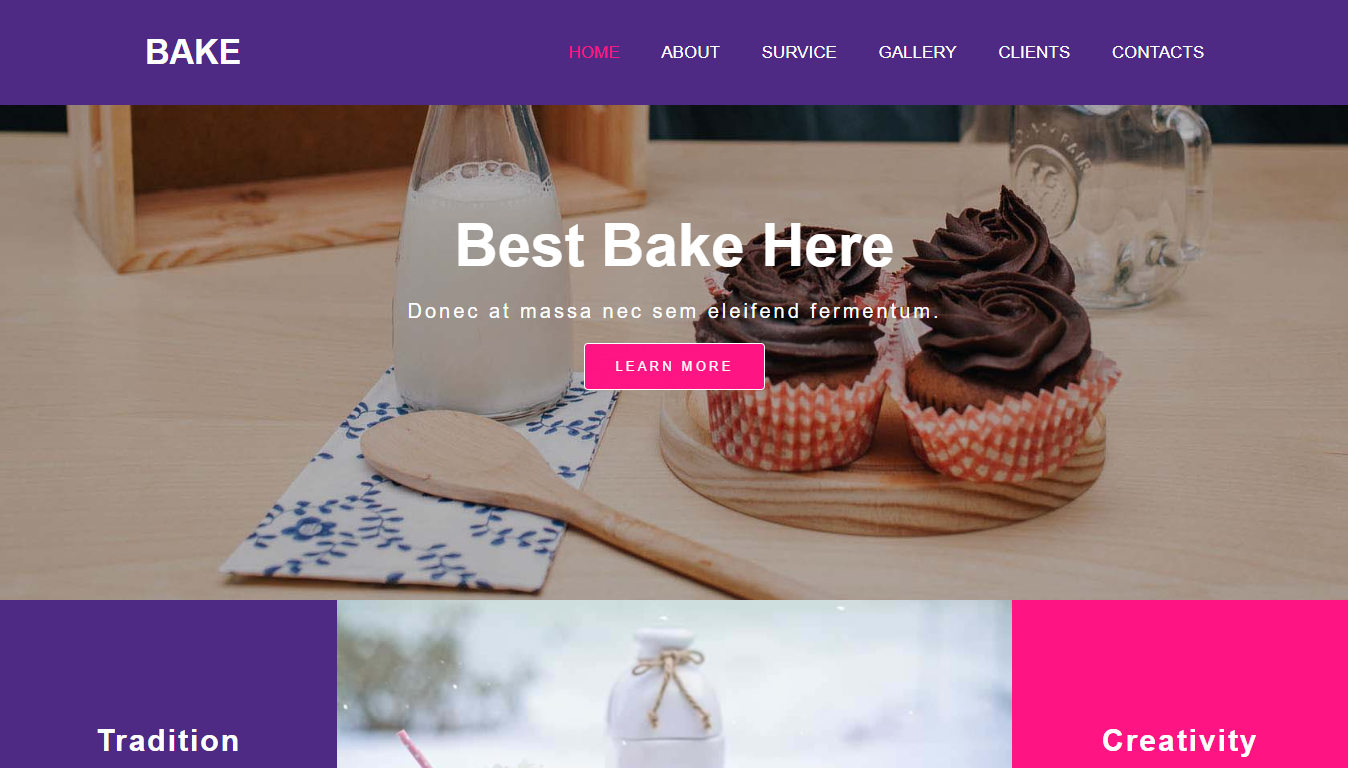 BAKE
HOME ABOUT SURVICE GALLERY CLIENTS CONTACTS
Best Bake Here
Donec at massa nec sem eleifend fermentum.
LEARN MORE
Tradition
Creativity